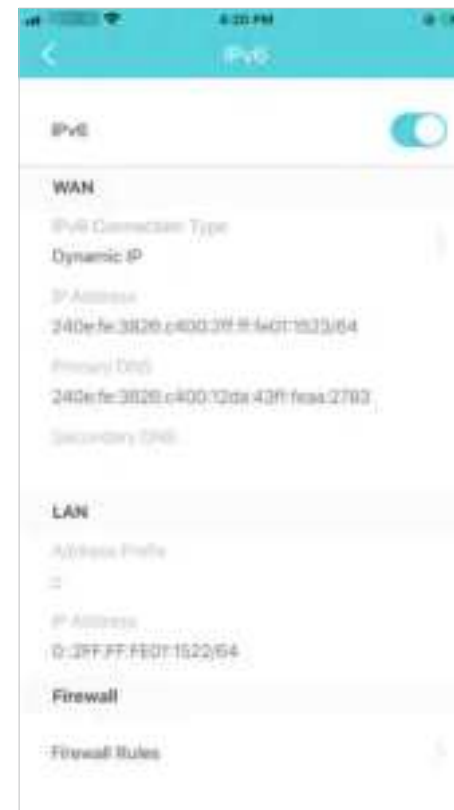 4:20 PM
IPv6
IPv6
WAN
IPv6 Connection Type
Dynamic IP
IP Address
Primary DNS
Secondary DNS
LAN
Address Prefix
::
IP Address
Firewall
Firewall Rules